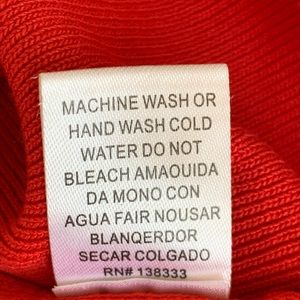 MACHINE WASH OR
HAND WASH COLD
WATER DO NOT
BLEACH AMAOUIDA
DA MONO CON
AGUA FAIR NOUSAR
BLANQERDOR
SECAR COLGADO
RN# 138333